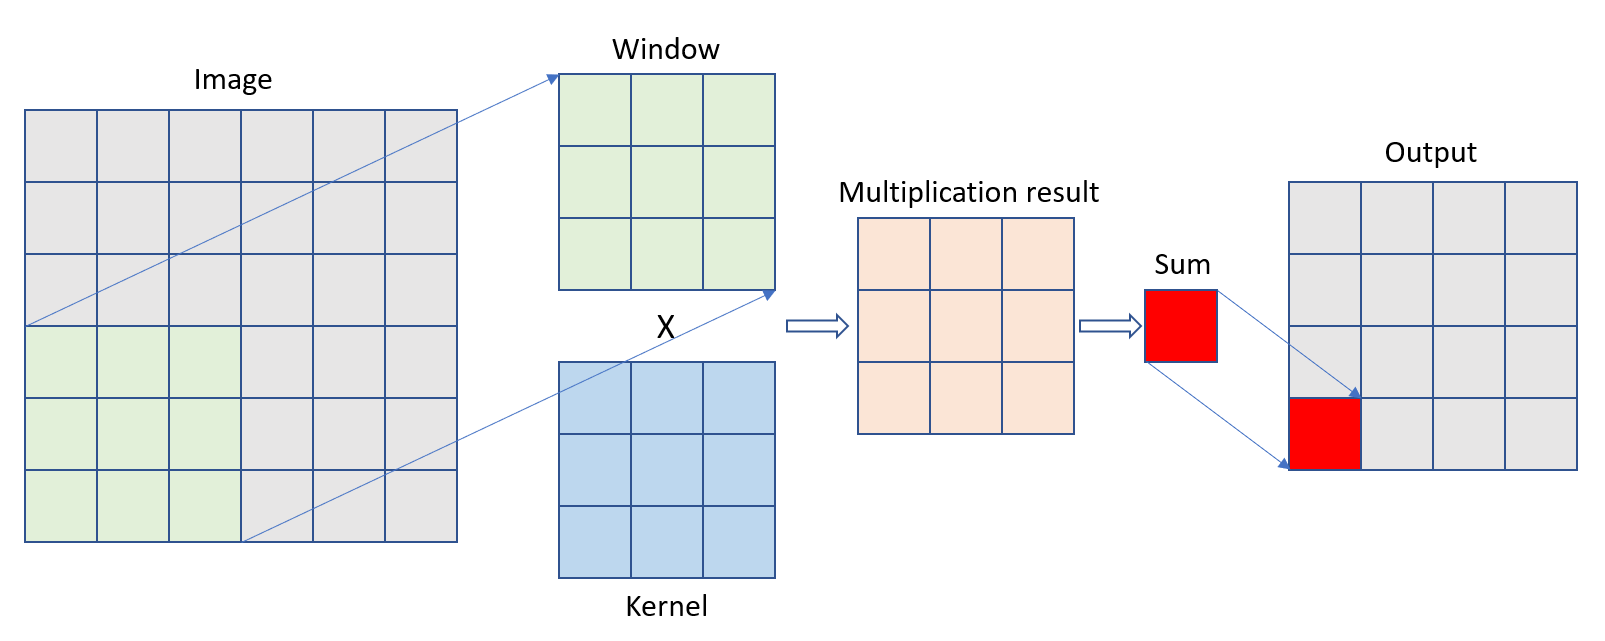 Image
Window
X
Kernel
Multiplication result
Sum
Output